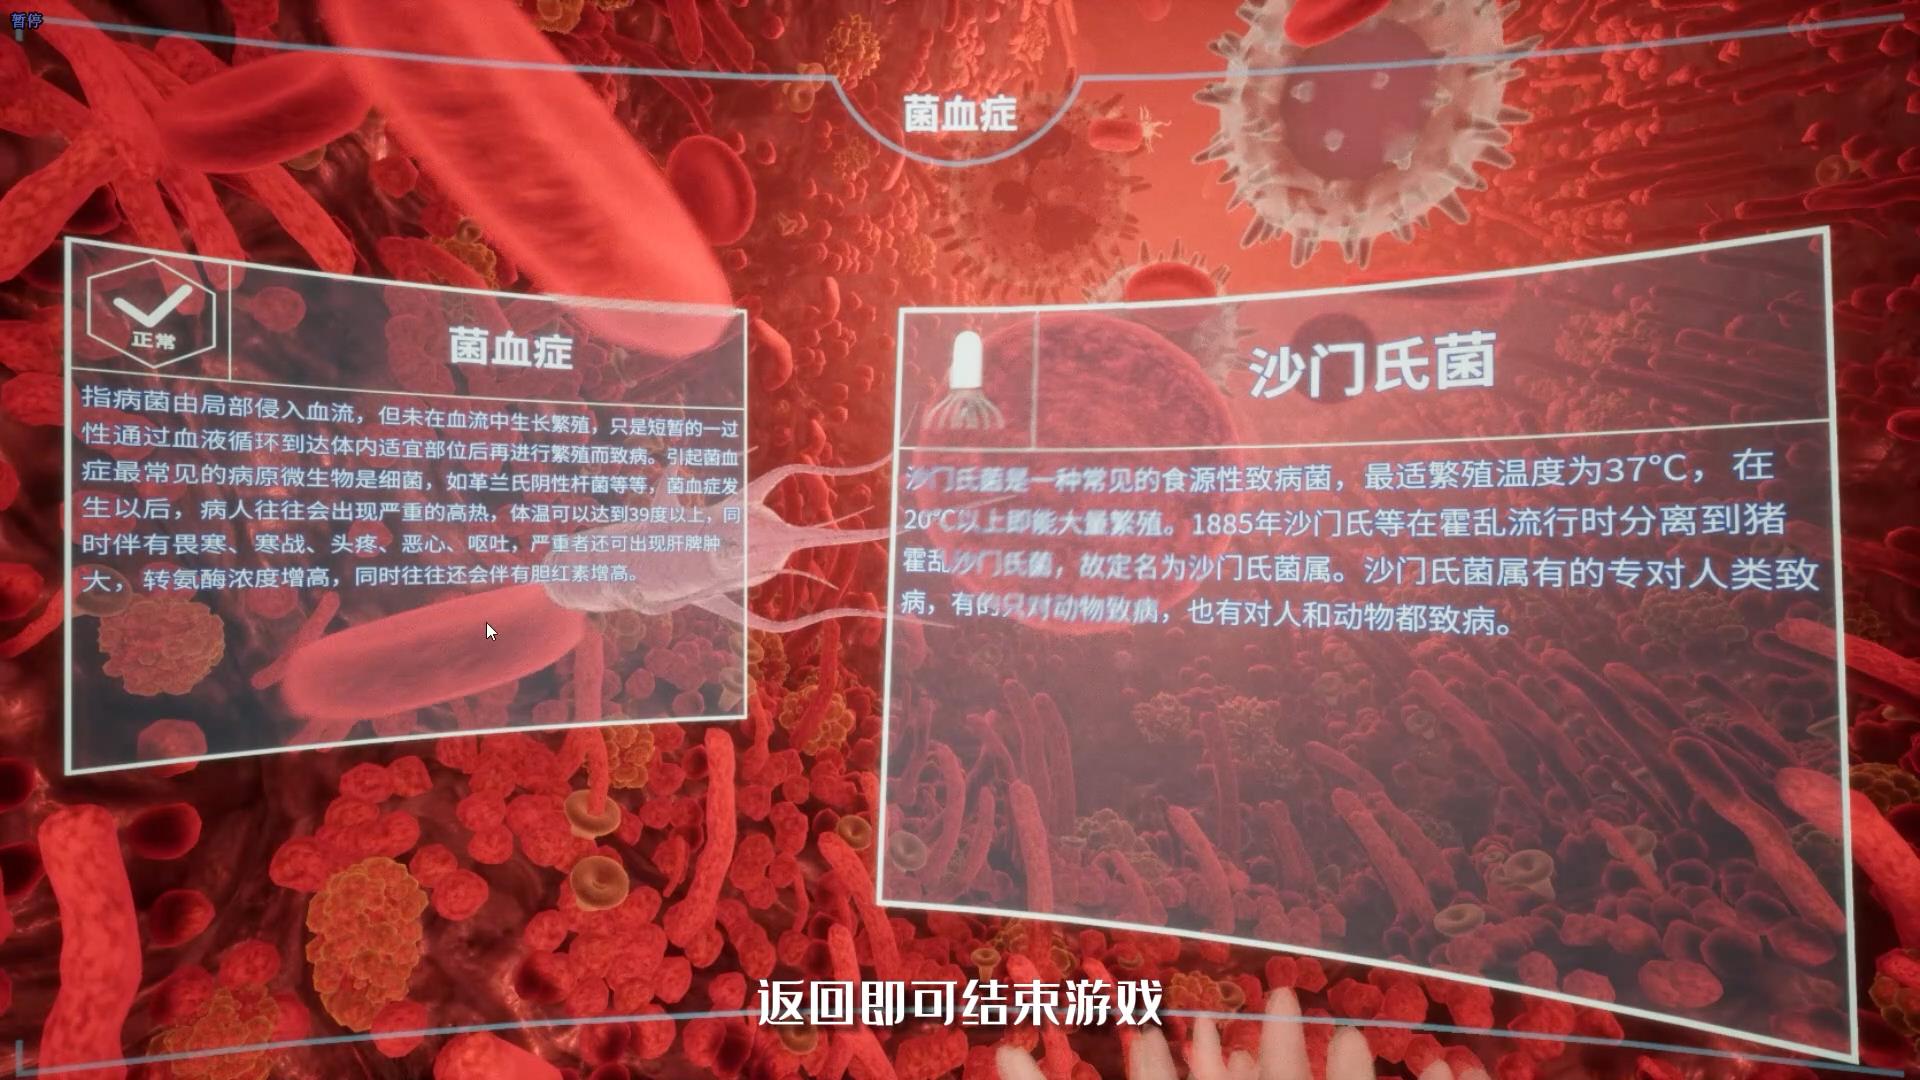 暂停
菌血症
正常
菌血症
指病菌由局部侵入血流，但未在血流中生长繁殖，只是短暂的一过
性通过血液循环到达体内适宜部位后再进行繁殖而致病。引起菌血
症最常见的病原微生物是细菌，如革兰氏阴性杆菌等等，菌血症发
生以后，病人往往会出现严重的高热，体温可以达到39度以上，同
时伴有畏寒、寒战、头疼、恶心、呕吐，严重者还可出现肝脾肿
大，转氨酶浓度增高，同时往往还会伴有胆红素增高。
沙门氏菌
沙门氏菌是一种常见的食源性致病菌，最适繁殖温度为37℃，在
20℃以上即能大量繁殖。1885年沙门氏等在霍乱流行时分离到猪
霍乱沙门氏菌，故定名为沙门氏菌属。沙门氏菌属有的专对人类致
病，有的只对动物致病，也有对人和动物都致病。
返回即可结束游戏